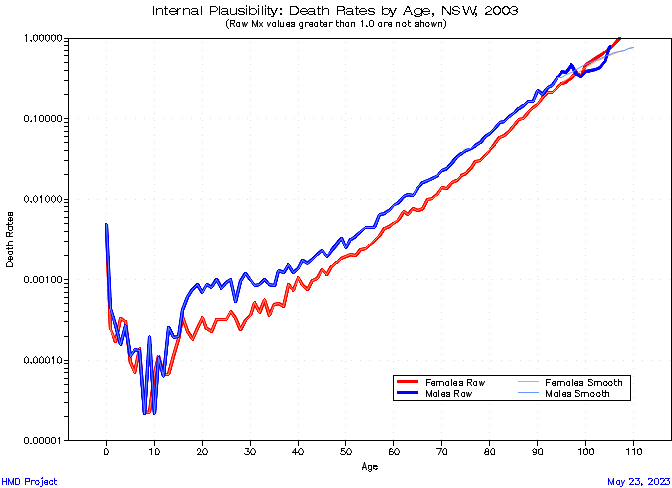 Internal Plausibility: Death Rates by Age, NSW, 2003
(Raw Mx values greater than 1.0 are not shown)
1.00000
0.10000
0.01000
0.00100
0.00010
0.00001
Death Rates
Females Raw
Females Smooth
Males Raw
Males Smooth
0 10 20 30 40 50 60 70 80 90 100 110
Age
HMD Project
May 23, 2023